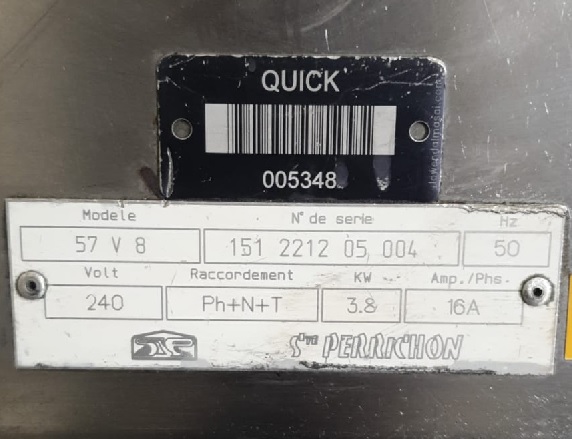 QUICK
005348
Modele N° de serie Hz
57 V 8 151 2212 05 004 50
Volt Raccordement KW Amp./Phs.
240 Ph+N+T 3.8 16A
Sté PERRICHON